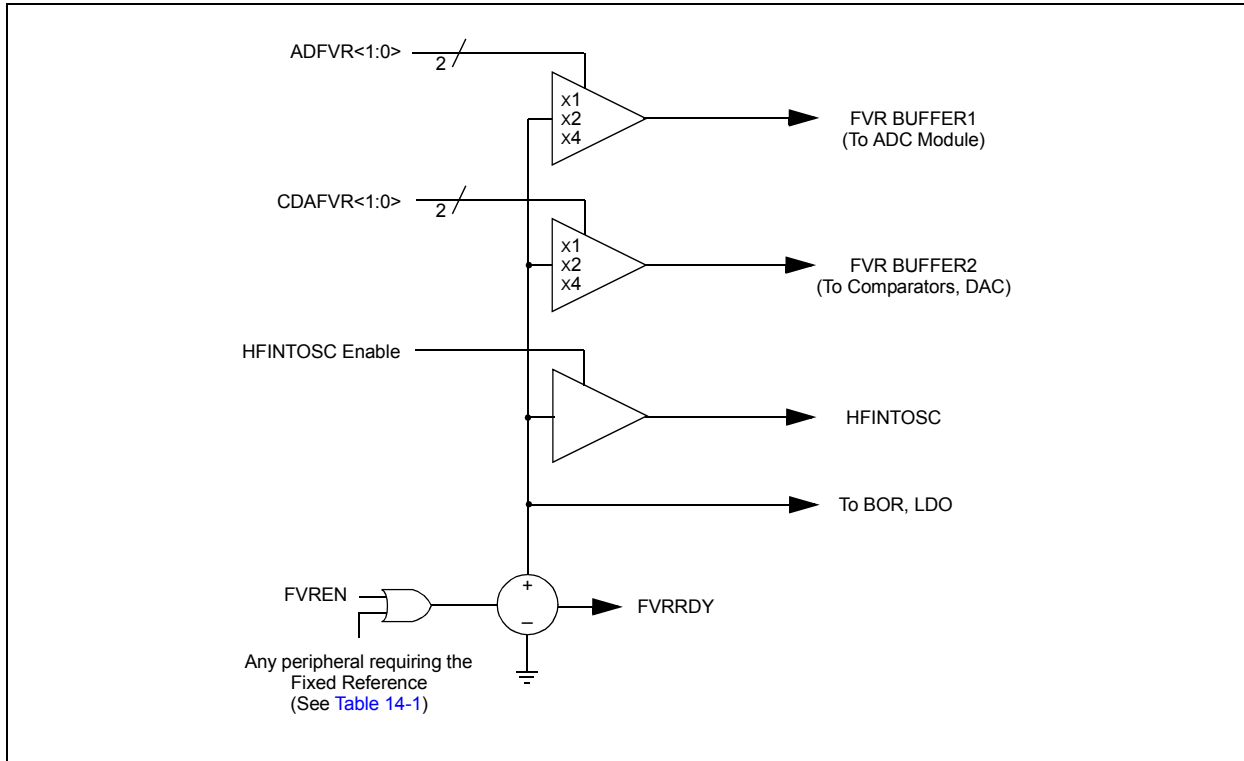 ADFVR<1:0>
2
x1
x2
x4
FVR BUFFER1
(To ADC Module)
CDAFVR<1:0>
2
x1
x2
x4
FVR BUFFER2
(To Comparators, DAC)
HFINTOSC Enable
HFINTOSC
To BOR, LDO
FVREN
+
–
FVRRDY
Any peripheral requiring the
Fixed Reference
(See Table 14-1)